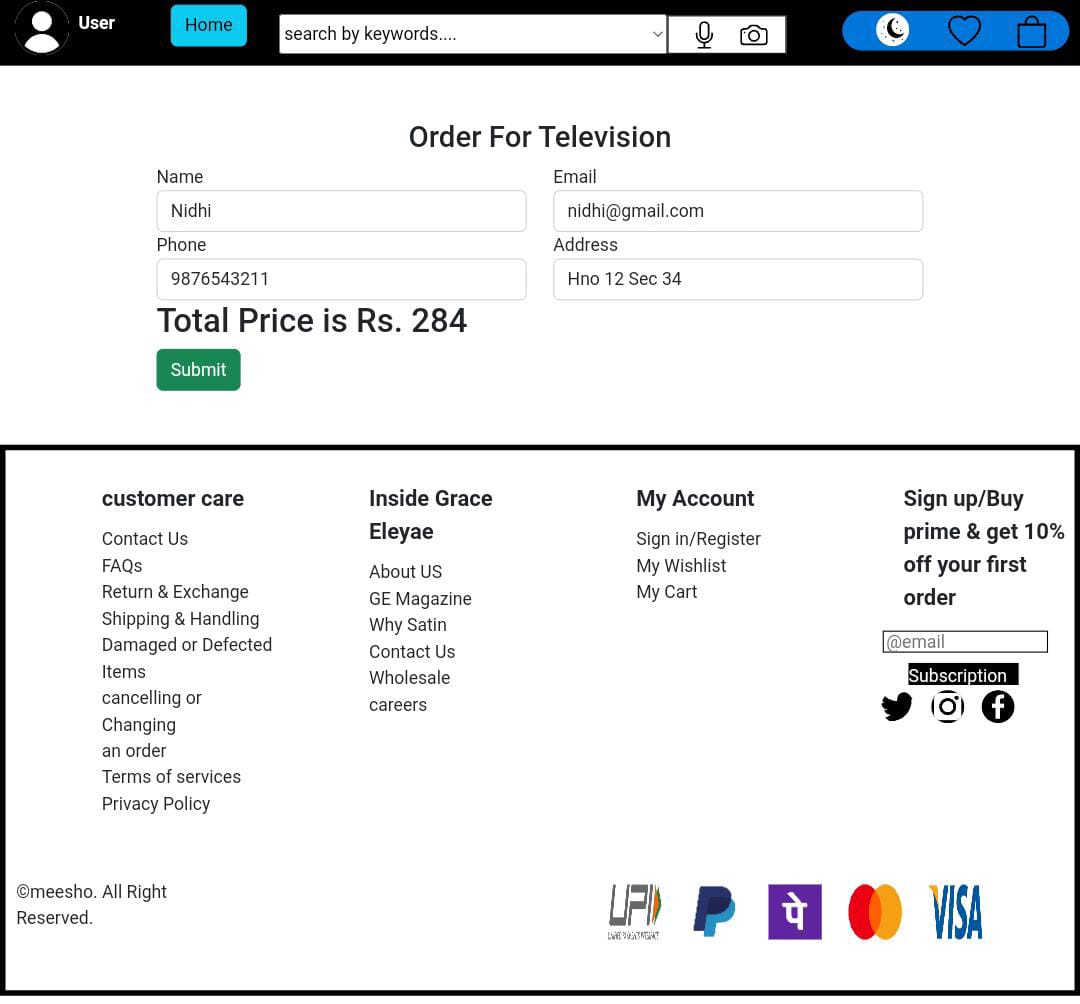 User
Home
search by keywords....
Order For Television
Name
Email
Nidhi
nidhi@gmail.com
Phone
Address
9876543211
Hno 12 Sec 34
Total Price is Rs. 284
Submit
customer care
Contact Us
FAQs
Return & Exchange
Shipping & Handling
Damaged or Defected
Items
cancelling or
Changing
an order
Terms of services
Privacy Policy
Inside Grace
Eleyae
About US
GE Magazine
Why Satin
Contact Us
Wholesale
careers
My Account
Sign in/Register
My Wishlist
My Cart
Sign up/Buy
prime & get 10%
off your first
order
@email
Subscription
©meesho. All Right
Reserved.
UPI
पे
VISA